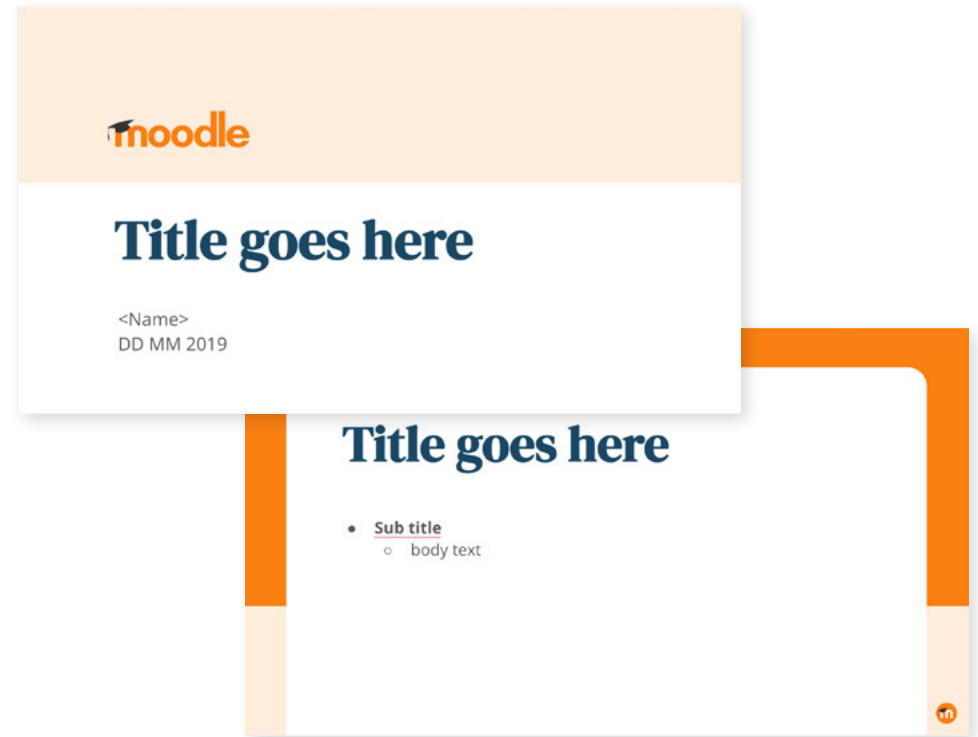 moodle
Title goes here
<Name>
DD MM 2019
Title goes here
● Sub title
○ body text
m